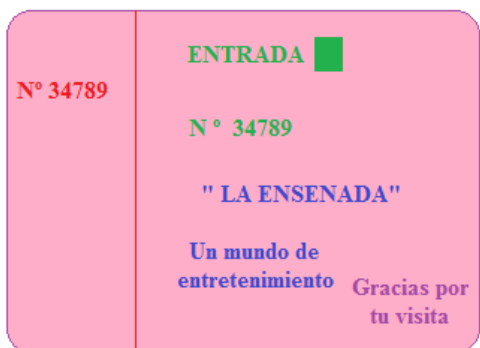 Nº 34789
ENTRADA
N º 34789
" LA ENSENADA"
Un mundo de
entretenimiento
Gracias por
tu visita